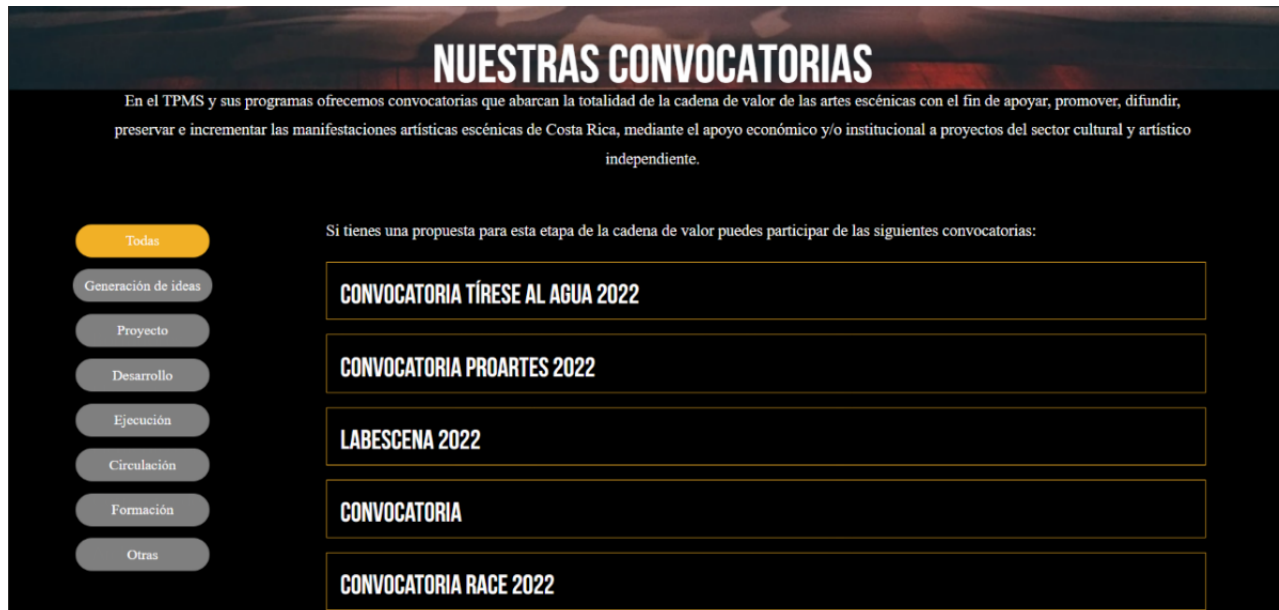 NUESTRAS CONVOCATORIAS
En el TPMS y sus programas ofrecemos convocatorias que abarcan la totalidad de la cadena de valor de las artes escénicas con el fin de apoyar, promover, difundir,
preservar e incrementar las manifestaciones artísticas escénicas de Costa Rica, mediante el apoyo económico y/o institucional a proyectos del sector cultural y artístico
independiente.
Todas
Generación de ideas
Proyecto
Desarrollo
Ejecución
Circulación
Formación
Otras
Si tienes una propuesta para esta etapa de la cadena de valor puedes participar de las siguientes convocatorias:
CONVOCATORIA TÍRESE AL AGUA 2022
CONVOCATORIA PROARTES 2022
LABESCENA 2022
CONVOCATORIA
CONVOCATORIA RACE 2022